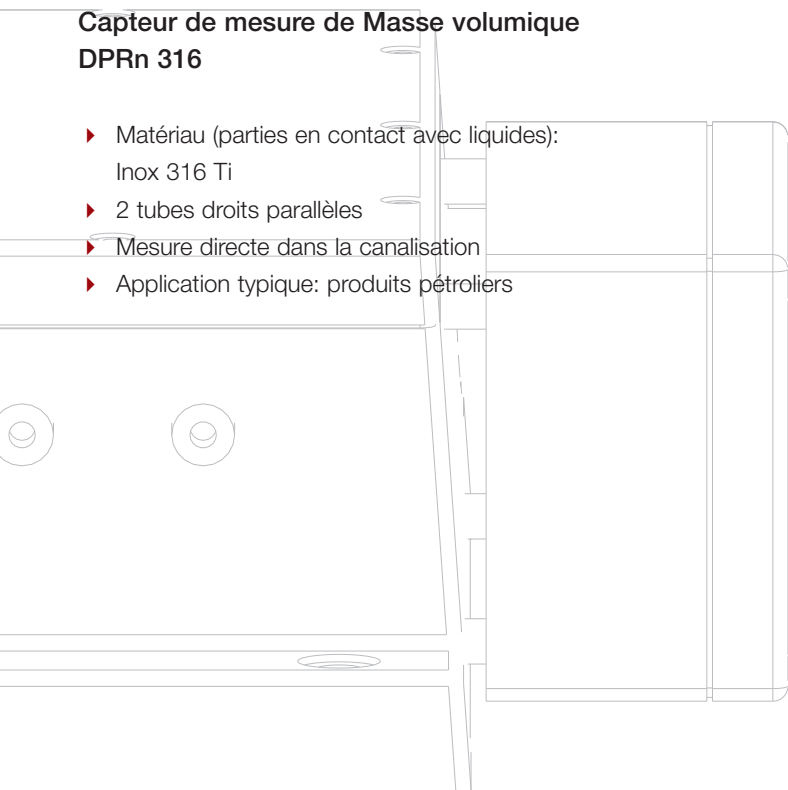 Capteur de mesure de Masse volumique
DPRn 316
Matériau (parties en contact avec liquides):
Inox 316 Ti
2 tubes droits parallèles
Mesure directe dans la canalisation
Application typique: produits pétroliers